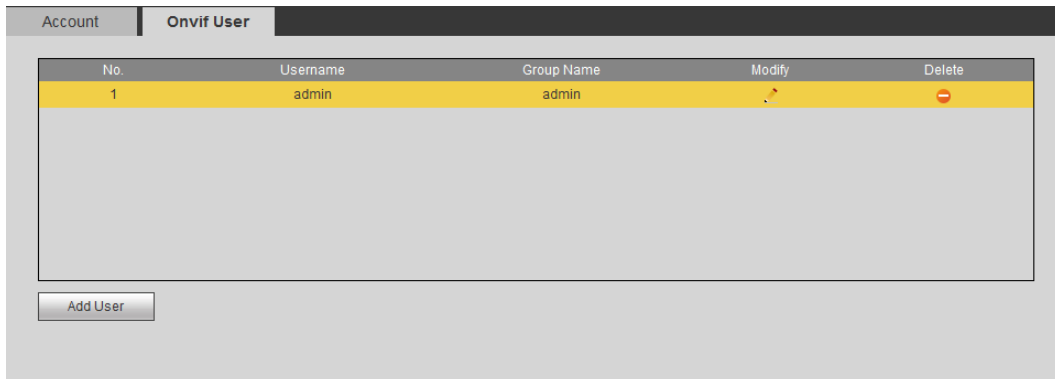 Account Onvif User
No. Username Group Name Modify Delete
1 admin admin
Add User